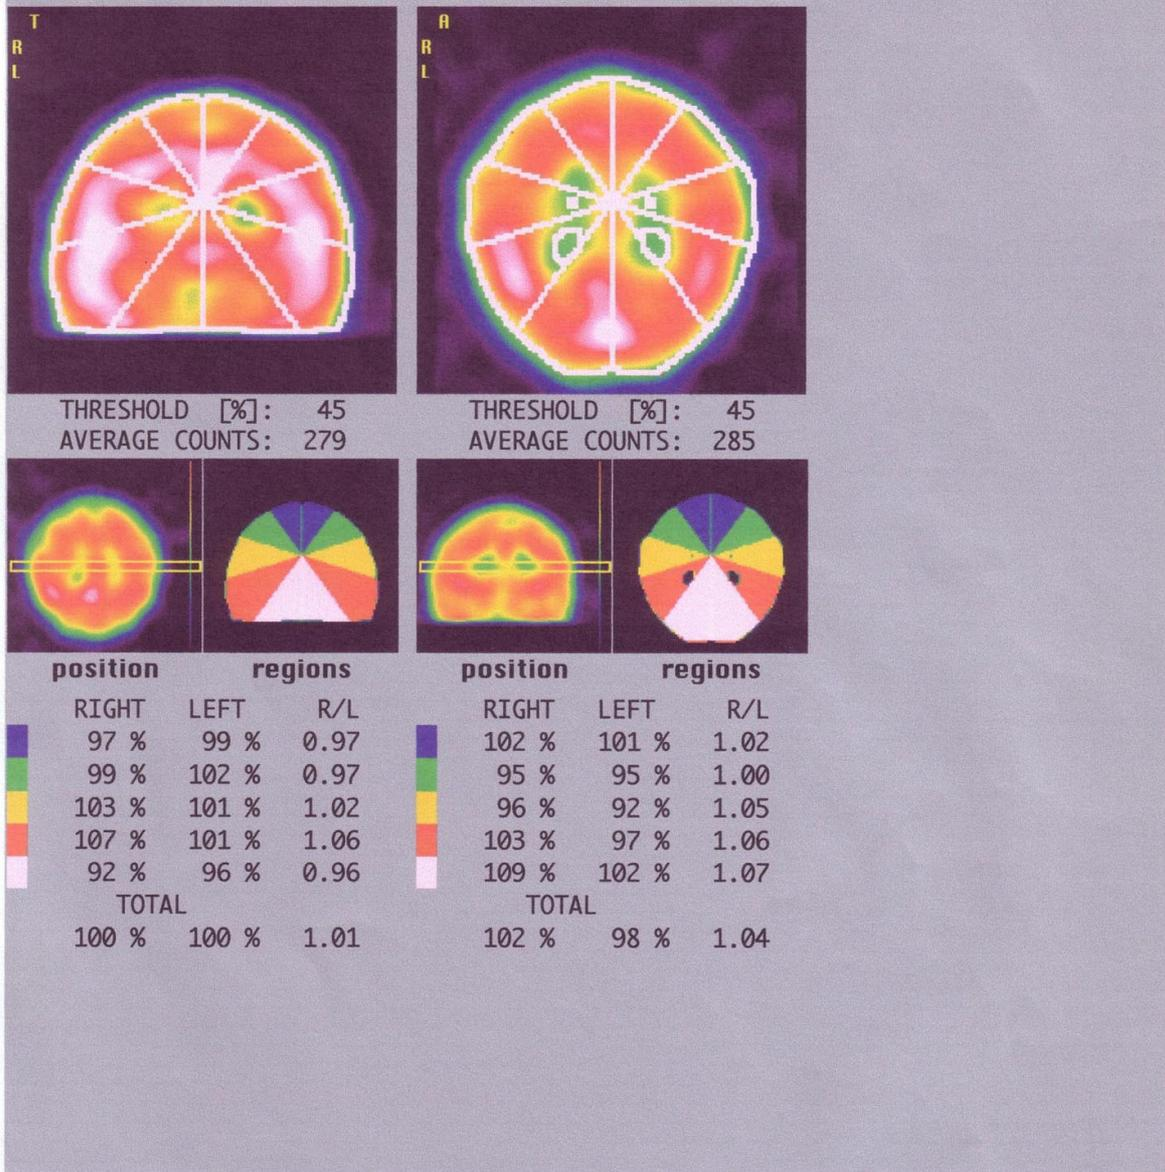 T
R
L
A
R
L
THRESHOLD [%]: 45
AVERAGE COUNTS: 279
THRESHOLD [%]: 45
AVERAGE COUNTS: 285
position regions
position regions
RIGHT LEFT R/L
97 % 99 % 0.97
99 % 102 % 0.97
103 % 101 % 1.02
107 % 101 % 1.06
92 % 96 % 0.96
TOTAL
100 % 100 % 1.01
RIGHT LEFT R/L
102 % 101 % 1.02
95 % 95 % 1.00
96 % 92 % 1.05
103 % 97 % 1.06
109 % 102 % 1.07
TOTAL
102 % 98 % 1.04